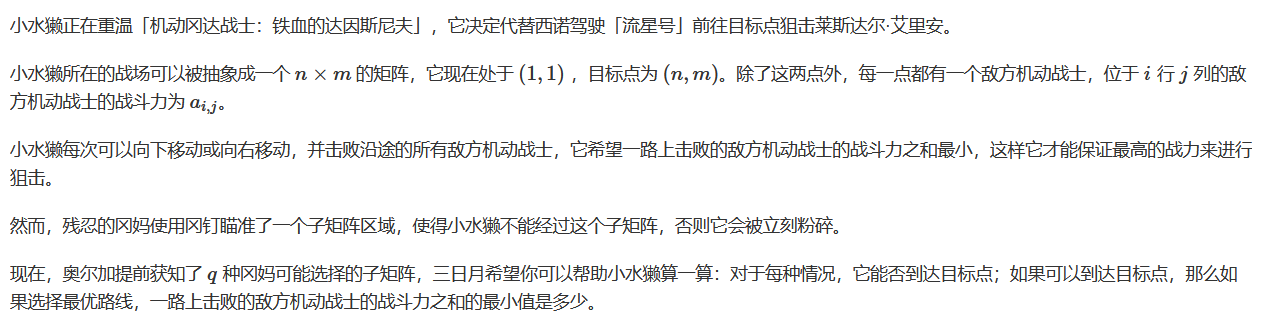 小水獭正在重温「机动冈达战士：铁血的达因斯尼夫」，它决定代替西诺驾驶「流星号」前往目标点狙击莱斯达尔·艾里安。
小水獭所在的战场可以被抽象成一个 n × m 的矩阵，它现在处于 (1, 1) ，目标点为 (n, m)。除了这两点外，每一点都有一个敌方机动战士，位于 i 行 j 列的敌
方机动战士的战斗力为 a_{i,j}。
小水獭每次可以向下移动或向右移动，并击败沿途的所有敌方机动战士，它希望一路上击败的敌方机动战士的战斗力之和最小，这样它才能保证最高的战力来进行
狙击。
然而，残忍的冈妈使用冈钉瞄准了一个子矩阵区域，使得小水獭不能经过这个子矩阵，否则它会被立刻粉碎。
现在，奥尔加提前获知了 q 种冈妈可能选择的子矩阵，三日月希望你可以帮助小水獭算一算：对于每种情况，它能否到达目标点；如果可以到达目标点，那么如
果选择最优路线，一路上击败的敌方机动战士的战斗力之和的最小值是多少。